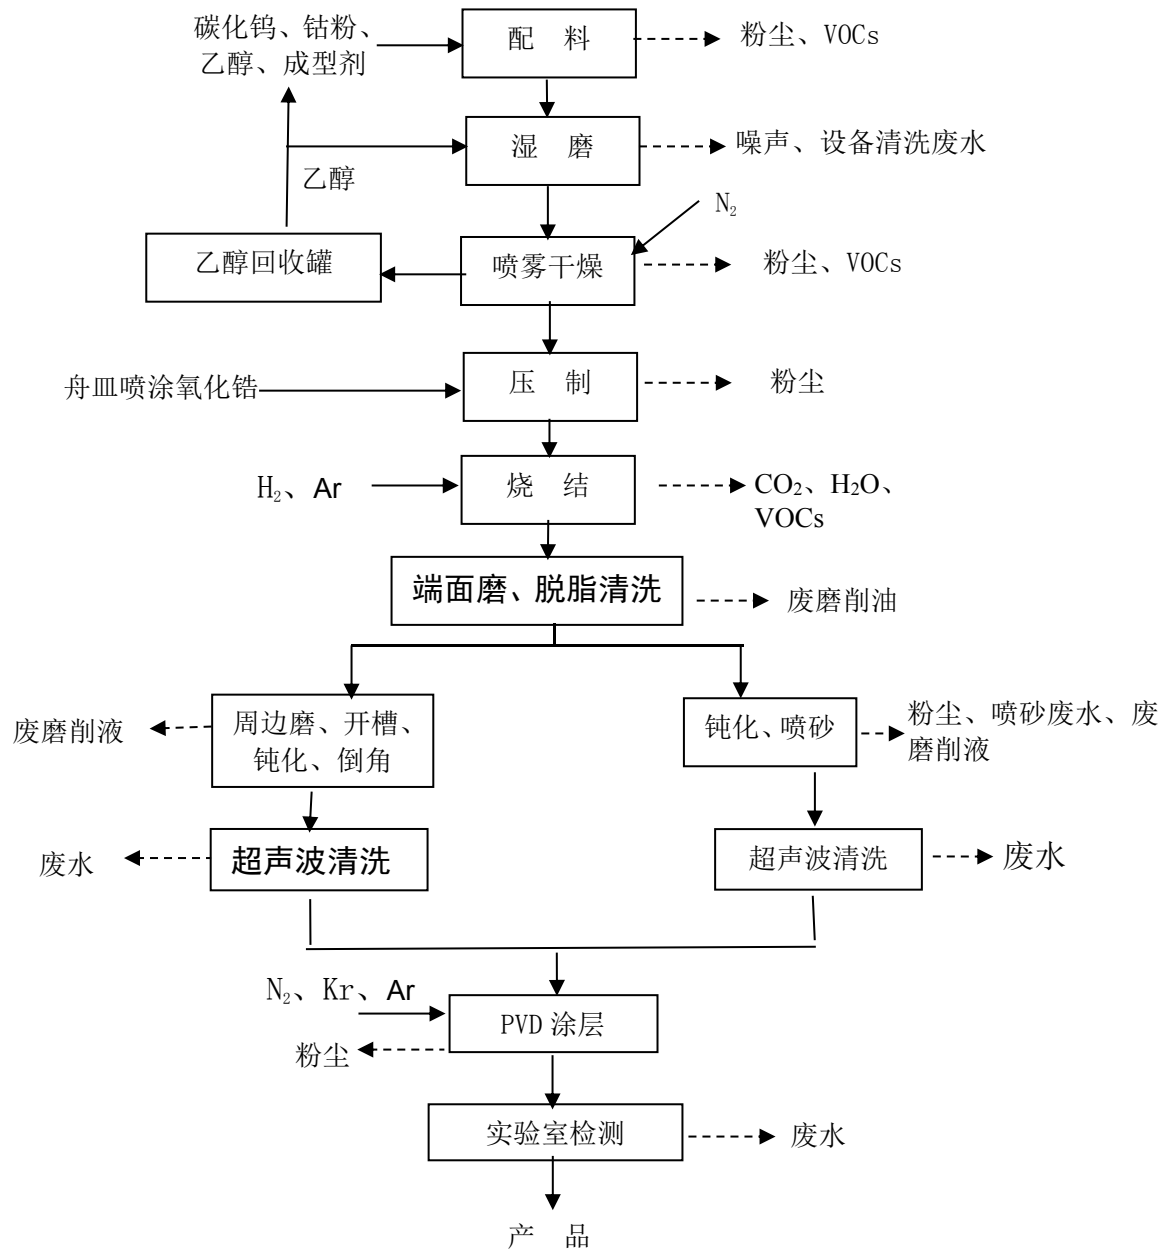 碳化钨、钴粉、
乙醇、成型剂
配 料
粉尘、VOCs
湿 磨
噪声、设备清洗废水
乙醇
N₂
乙醇回收罐
喷雾干燥
粉尘、VOCs
舟皿喷涂氧化锆
压 制
粉尘
H₂、Ar
烧 结
CO₂、H₂O、
VOCs
端面磨、脱脂清洗
废磨削油
废磨削液
周边磨、开槽、
钝化、倒角
钝化、喷砂
粉尘、喷砂废水、废
磨削液
废水
超声波清洗
超声波清洗
废水
N₂、Kr、Ar
PVD 涂层
粉尘
实验室检测
废水
产 品